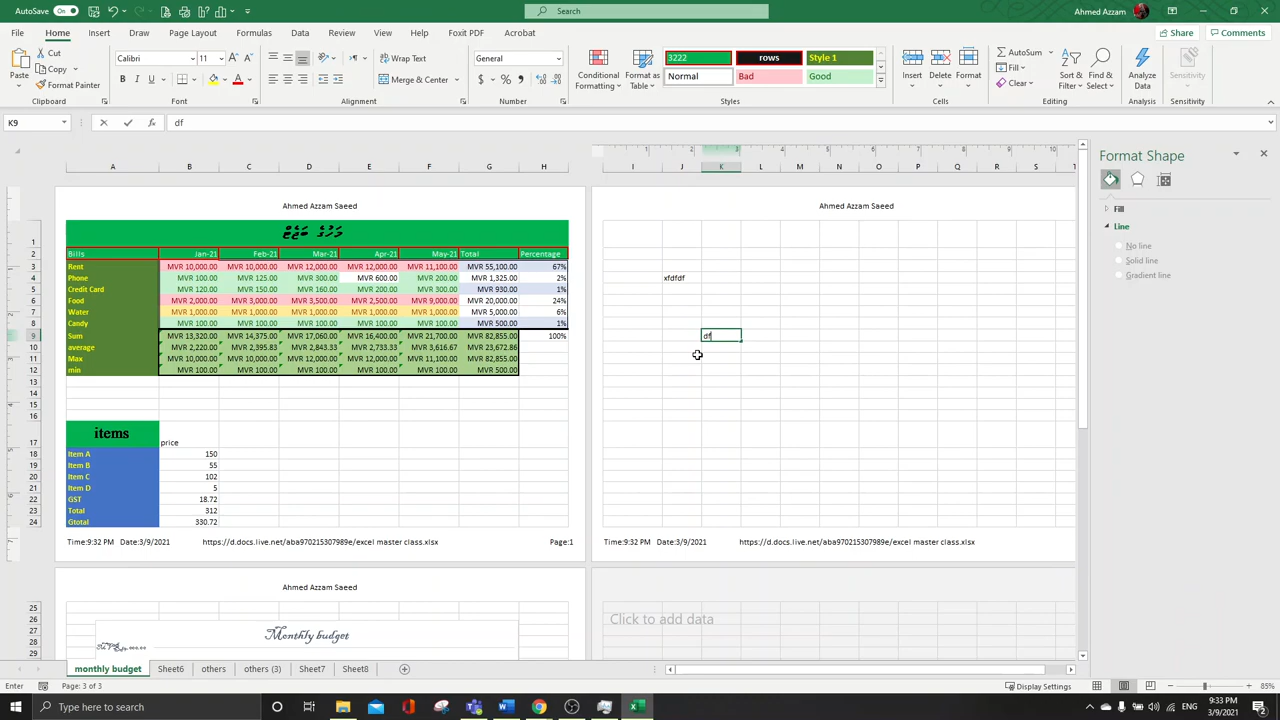 AutoSave On
Search
Ahmed Azzam
File Home Insert Draw Page Layout Formulas Data Review View Help Foxit PDF Acrobat
Share Comments
Paste
Cut
Copy
Format Painter
Calibri 11
B I U
Wrap Text
Merge & Center
General
Conditional Formatting
Format as Table
3222 rows Style 1
Normal Bad Good
Insert Delete Format
AutoSum
Fill
Clear
Sort & Filter
Find & Select
Analyze Data
Sensitivity
Clipboard Font Alignment Number Styles Cells Editing Analysis Sensitivity
K9 df
Format Shape
Fill
Line
No line
Solid line
Gradient line
A B C D E F G H I J K L M N O P Q R S
Ahmed Azzam Saeed
Ahmed Azzam Saeed
މަހުގެ ބަޖެޓް
Bills Jan-21 Feb-21 Mar-21 Apr-21 May-21 Total Percentage
Rent MVR 10,000.00 MVR 10,000.00 MVR 12,000.00 MVR 12,000.00 MVR 11,100.00 MVR 55,100.00 67%
Phone MVR 100.00 MVR 125.00 MVR 300.00 MVR 600.00 MVR 200.00 MVR 1,325.00 2%
Credit Card MVR 120.00 MVR 150.00 MVR 160.00 MVR 200.00 MVR 300.00 MVR 930.00 1%
Food MVR 2,000.00 MVR 3,000.00 MVR 3,500.00 MVR 2,500.00 MVR 9,000.00 MVR 20,000.00 24%
Water MVR 1,000.00 MVR 1,000.00 MVR 1,000.00 MVR 1,000.00 MVR 1,000.00 MVR 5,000.00 6%
Candy MVR 100.00 MVR 100.00 MVR 100.00 MVR 100.00 MVR 100.00 MVR 500.00 1%
Sum MVR 13,320.00 MVR 14,375.00 MVR 17,060.00 MVR 16,400.00 MVR 21,700.00 MVR 82,855.00 100%
average MVR 2,220.00 MVR 2,395.83 MVR 2,843.33 MVR 2,733.33 MVR 3,616.67 MVR 23,672.86
Max MVR 10,000.00 MVR 10,000.00 MVR 12,000.00 MVR 12,000.00 MVR 11,100.00 MVR 82,855.00
min MVR 100.00 MVR 100.00 MVR 100.00 MVR 100.00 MVR 100.00 MVR 500.00
xfdfdf
df
items price
Item A 150
Item B 55
Item C 102
Item D 5
GST 18.72
Total 312
Gtotal 330.72
Time:9:32 PM Date:3/9/2021 https://d.docs.live.net/aba970215307989e/excel master class.xlsx Page:1
Time:9:32 PM Date:3/9/2021 https://d.docs.live.net/aba970215307989e/excel master class.xlsx
Ahmed Azzam Saeed
Monthly budget
Click to add data
monthly budget Sheet6 others others (3) Sheet7 Sheet8
Enter Page: 3 of 3
Display Settings 85%
Type here to search
9:33 PM
3/9/2021